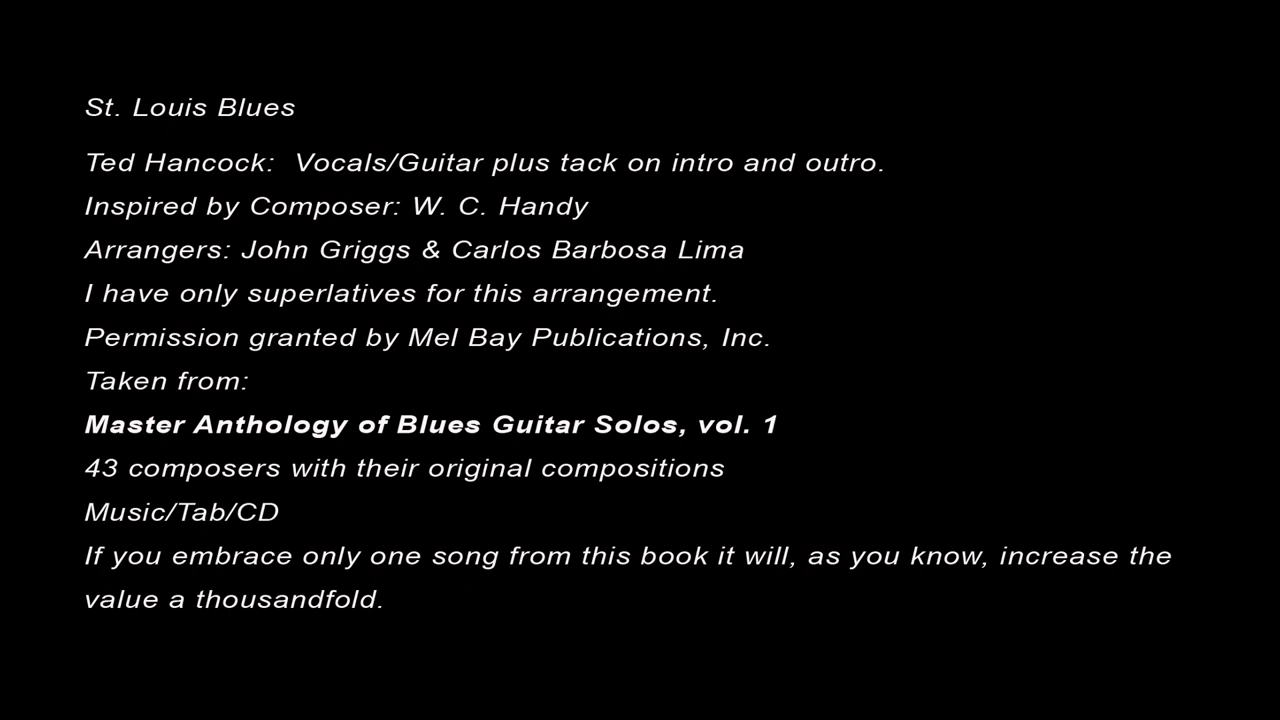 St. Louis Blues
Ted Hancock:  Vocals/Guitar plus tack on intro and outro.
Inspired by Composer: W. C. Handy
Arrangers: John Griggs & Carlos Barbosa Lima
I have only superlatives for this arrangement.
Permission granted by Mel Bay Publications, Inc.
Taken from:
Master Anthology of Blues Guitar Solos, vol. 1
43 composers with their original compositions
Music/Tab/CD
If you embrace only one song from this book it will, as you know, increase the
value a thousandfold.